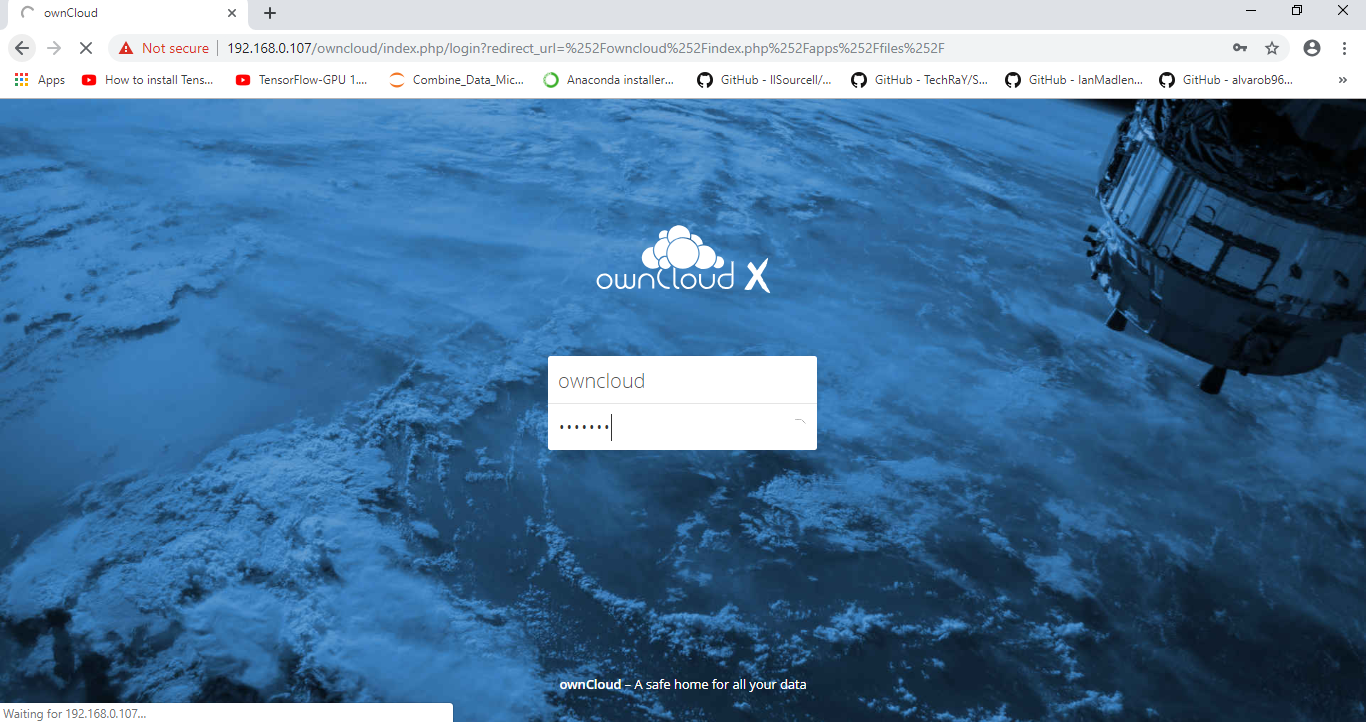 ownCloud
Not secure 192.168.0.107/owncloud/index.php/login?redirect_url=%252Fowncloud%252Findex.php%252Fapps%252Ffiles%252F
Apps How to install Tens... TensorFlow-GPU 1.... Combine_Data_Mic... Anaconda installer... GitHub - llSourcell/... GitHub - TechRaY/S... GitHub - IanMadlen... GitHub - alvarob96...
ownCloud X
owncloud
•••••••
ownCloud – A safe home for all your data
Waiting for 192.168.0.107...